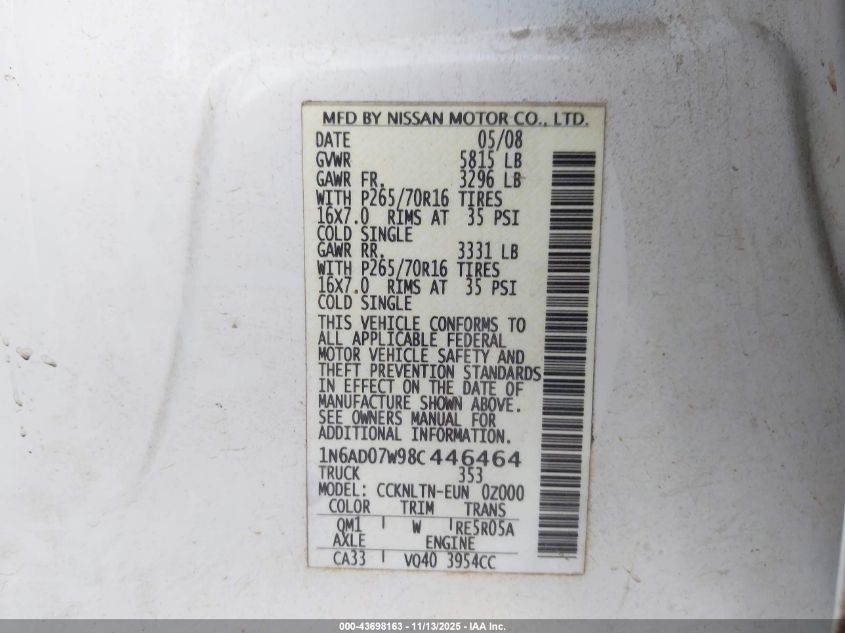 MFD BY NISSAN MOTOR CO., LTD.
DATE 05/08
GVWR 5815 LB
GAWR FR. 3296 LB
WITH P265/70R16 TIRES
16X7.0 RIMS AT 35 PSI
COLD SINGLE
GAWR RR. 3331 LB
WITH P265/70R16 TIRES
16X7.0 RIMS AT 35 PSI
COLD SINGLE
THIS VEHICLE CONFORMS TO
ALL APPLICABLE FEDERAL
MOTOR VEHICLE SAFETY AND
THEFT PREVENTION STANDARDS
IN EFFECT ON THE DATE OF
MANUFACTURE SHOWN ABOVE.
SEE OWNERS MANUAL FOR
ADDITIONAL INFORMATION.
1N6AD07W98C446464
TRUCK 353
MODEL: CCKNLTN-EUN 0Z000
COLOR TRIM TRANS
QM1 W RE5R05A
AXLE ENGINE
CA33 VQ40 3954CC
000-43698163 - 11/13/2025 - IAA Inc.